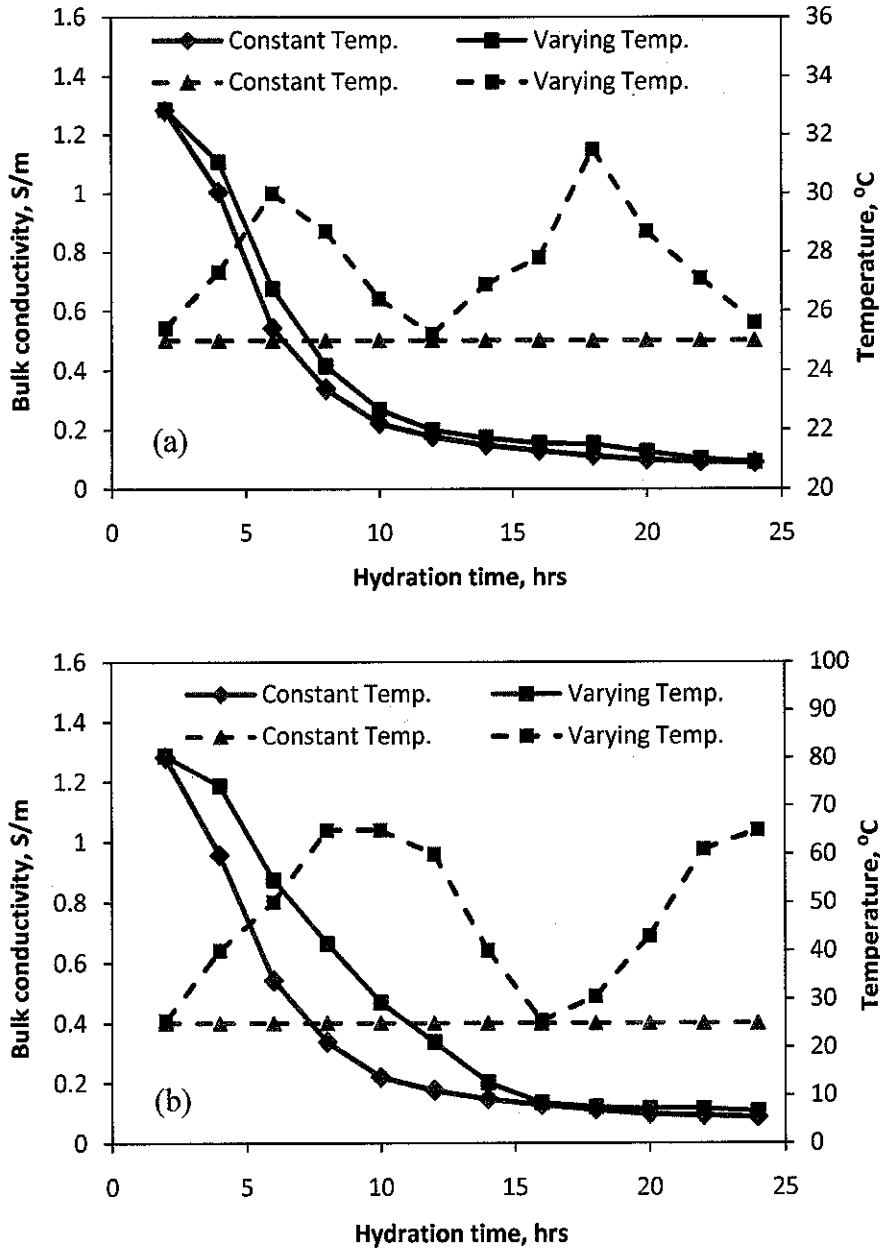 Constant Temp. Varying Temp.
Constant Temp. Varying Temp.
Bulk conductivity, S/m
1.6
1.4
1.2
1
0.8
0.6
0.4
0.2
0
(a)
36
34
32
30
28
26
24
22
20
Temperature, ⁰C
0 5 10 15 20 25
Hydration time, hrs
Constant Temp. Varying Temp.
Constant Temp. Varying Temp.
Bulk conductivity, S/m
1.6
1.4
1.2
1
0.8
0.6
0.4
0.2
0
(b)
100
90
80
70
60
50
40
30
20
10
0
Temperature, ⁰C
0 5 10 15 20 25
Hydration time, hrs